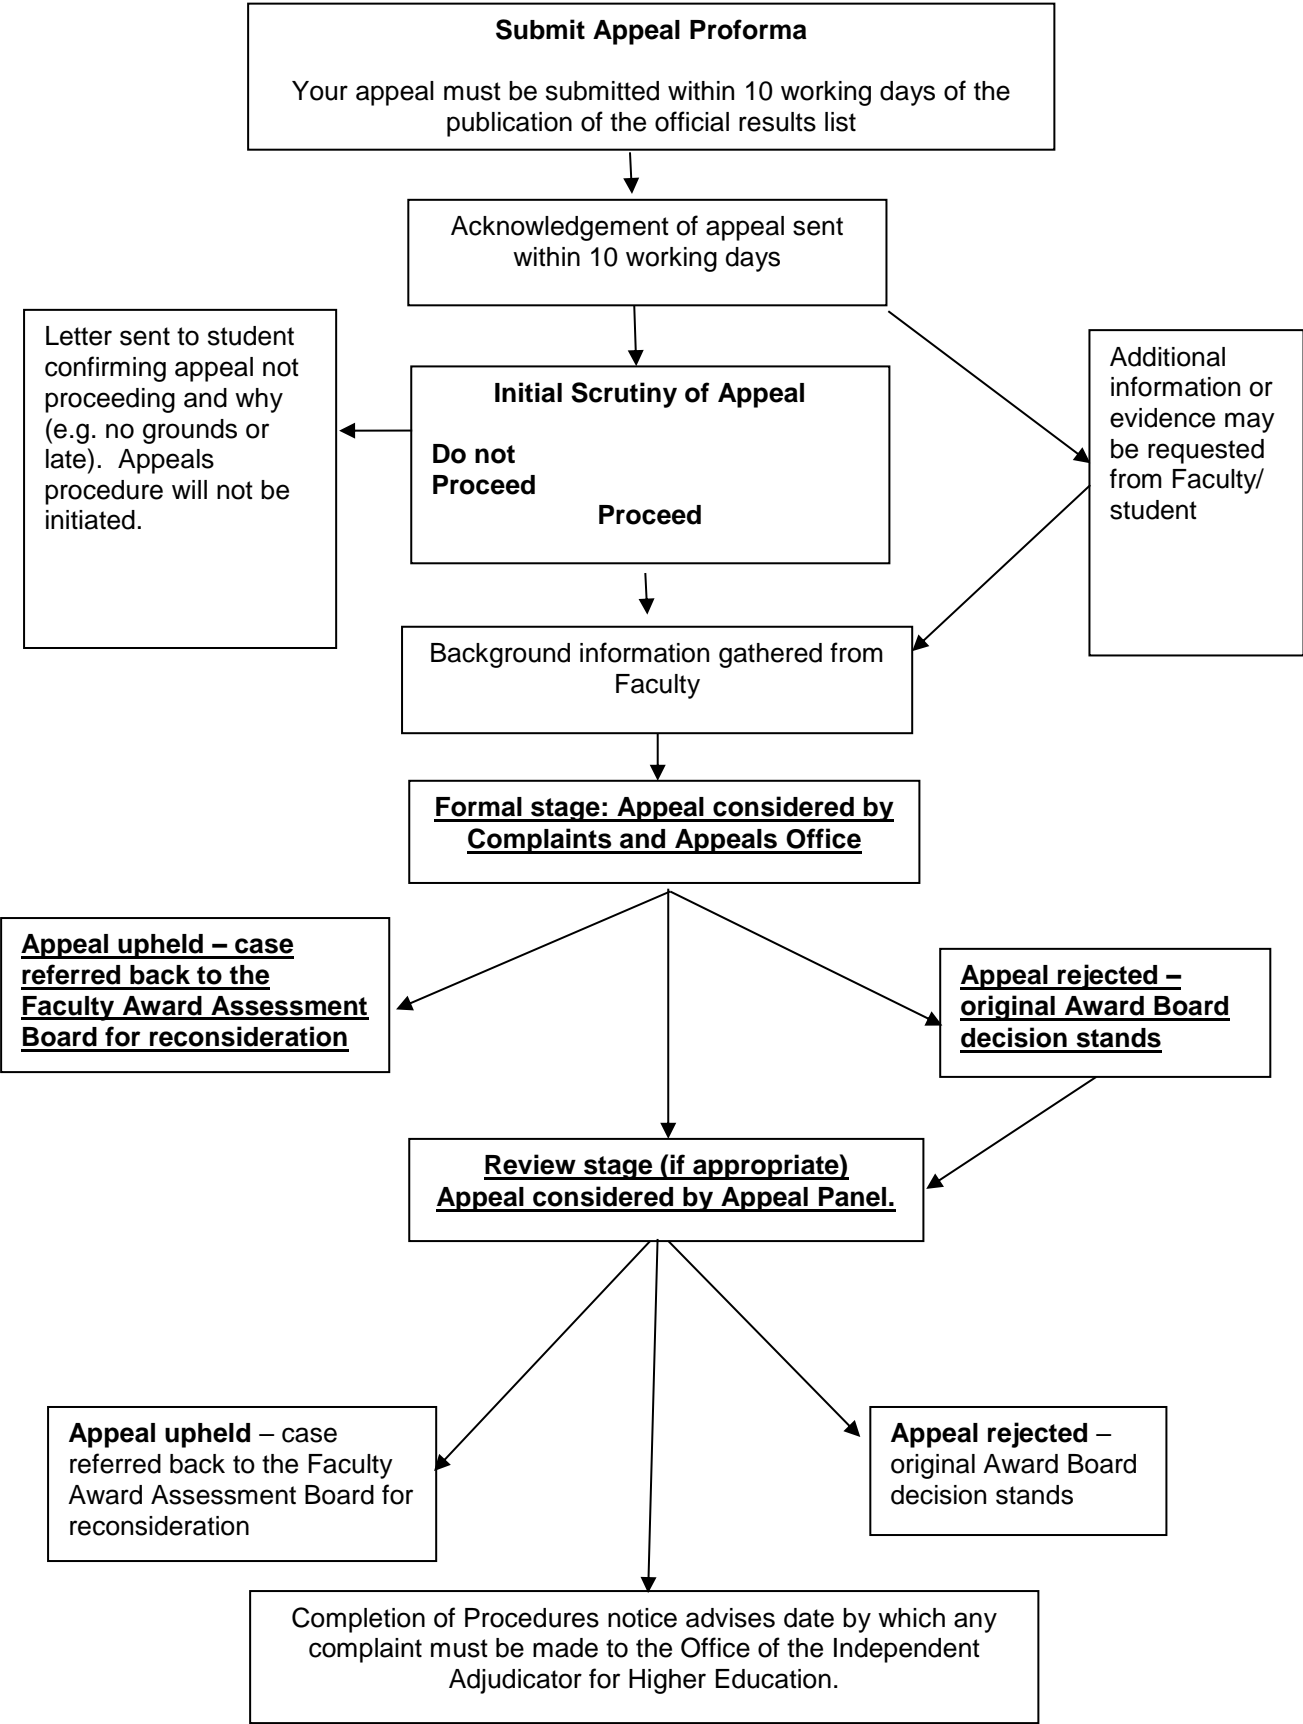 Submit Appeal Proforma
Your appeal must be submitted within 10 working days of the
publication of the official results list
Acknowledgement of appeal sent
within 10 working days
Letter sent to student
confirming appeal not
proceeding and why
(e.g. no grounds or
late).  Appeals
procedure will not be
initiated.
Initial Scrutiny of Appeal
Do not
Proceed
Proceed
Additional
information or
evidence may
be requested
from Faculty/
student
Background information gathered from
Faculty
Formal stage: Appeal considered by
Complaints and Appeals Office
Appeal upheld – case
referred back to the
Faculty Award Assessment
Board for reconsideration
Appeal rejected –
original Award Board
decision stands
Review stage (if appropriate)
Appeal considered by Appeal Panel.
Appeal upheld – case
referred back to the Faculty
Award Assessment Board for
reconsideration
Appeal rejected –
original Award Board
decision stands
Completion of Procedures notice advises date by which any
complaint must be made to the Office of the Independent
Adjudicator for Higher Education.